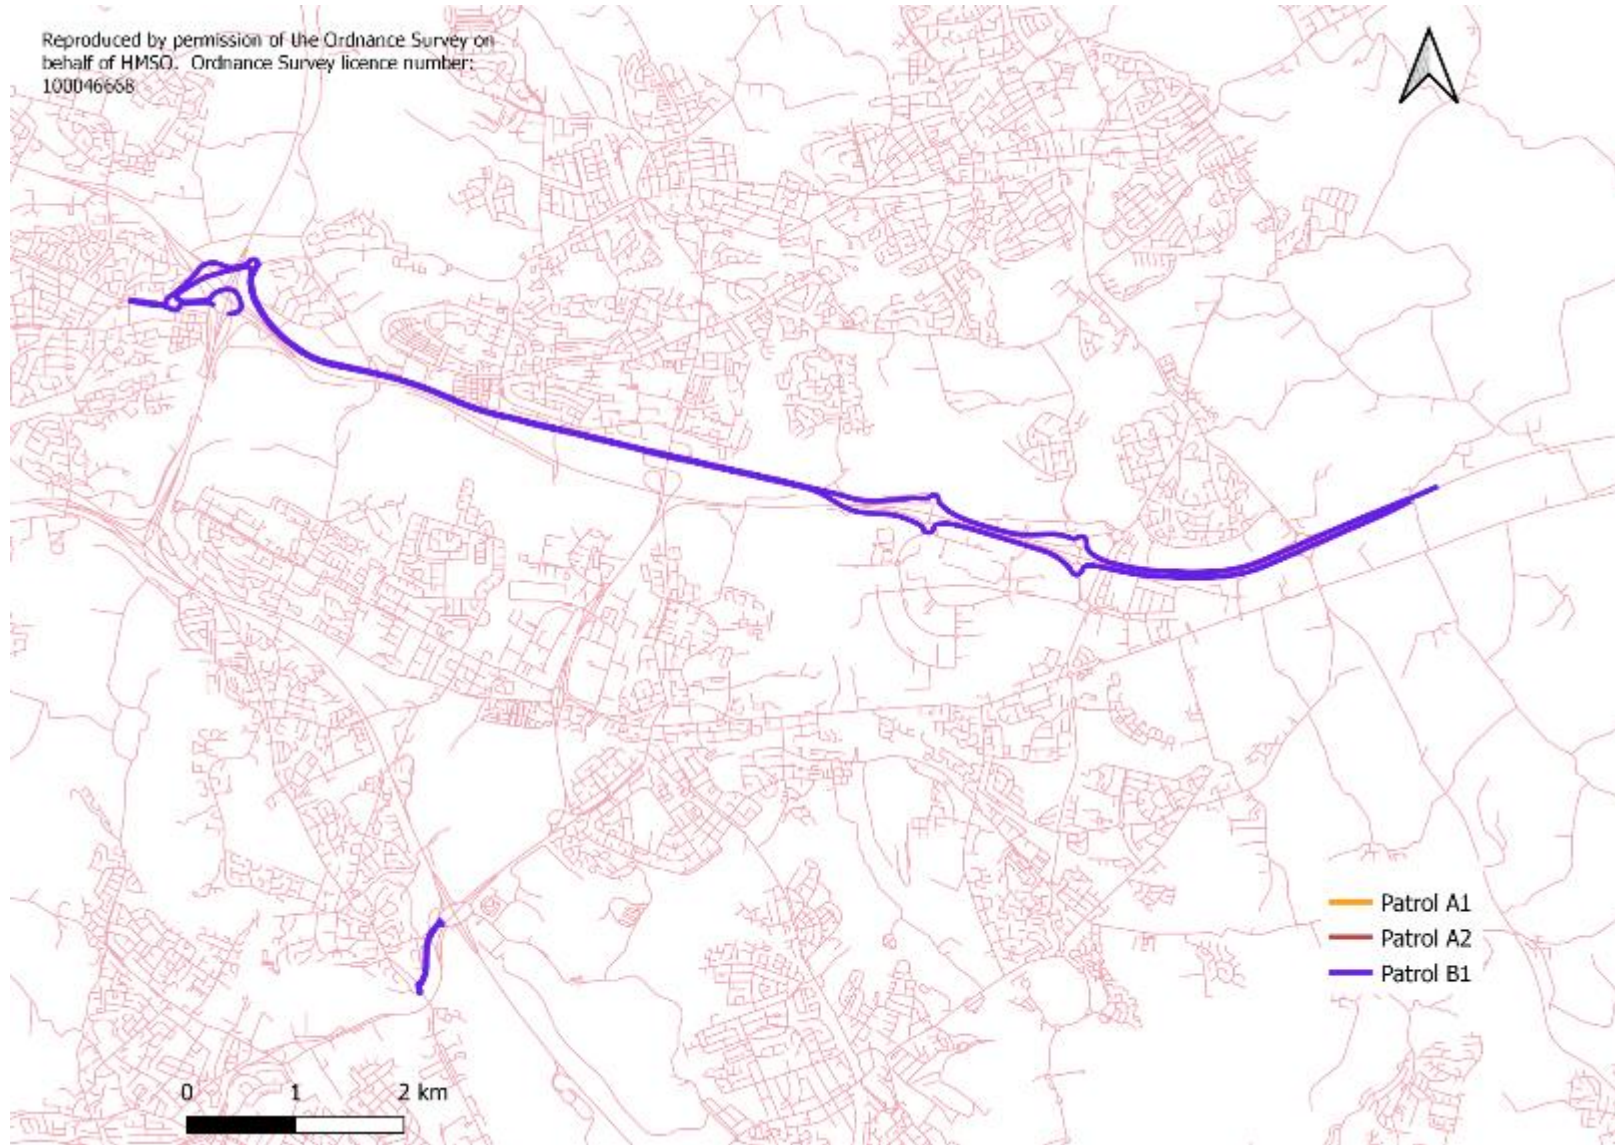 Reproduced by permission of the Ordnance Survey on
behalf of HMSO. Ordnance Survey licence number:
100046668
Patrol A1
Patrol A2
Patrol B1
0 1 2 km